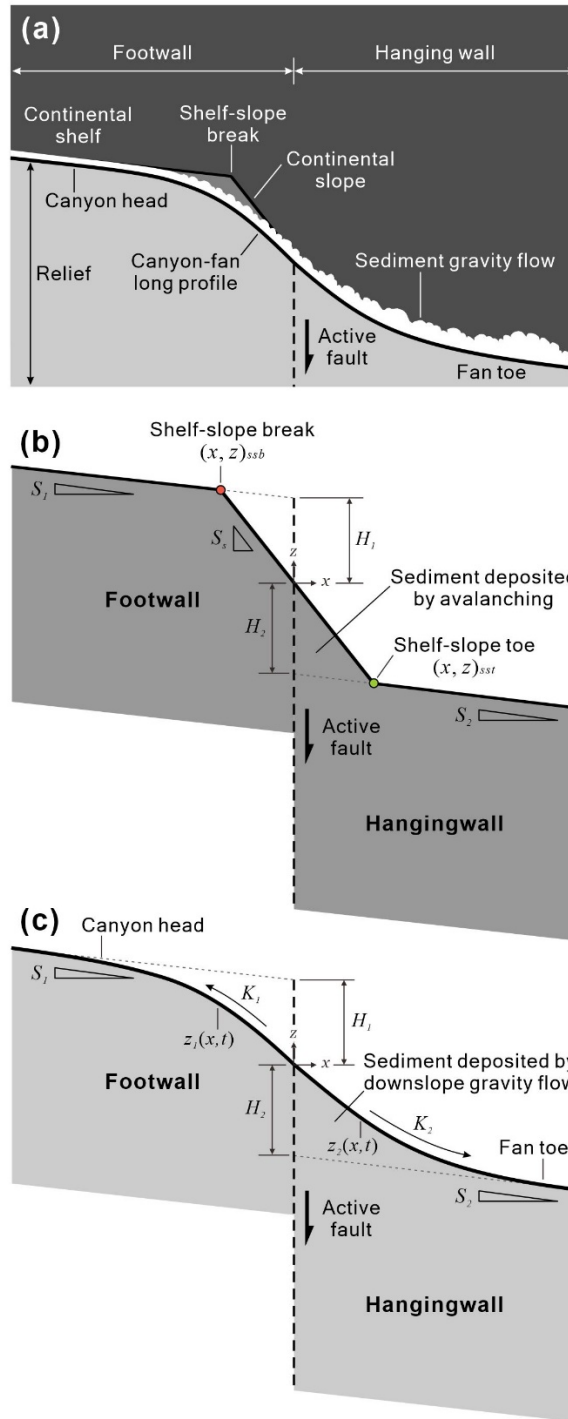 (a)
Footwall
Hanging wall
Continental
shelf
Shelf-slope
break
Continental
slope
Canyon head
Relief
Canyon-fan
long profile
Sediment gravity flow
Active
fault
Fan toe
(b)
Shelf-slope break
(x, z)ssb
S1
Ss
H1
z
x
Footwall
H2
Sediment deposited
by avalanching
Shelf-slope toe
(x, z)sst
S2
Active
fault
Hangingwall
(c)
Canyon head
S1
K1
H1
z1(x,t)
z
x
Footwall
H2
Sediment deposited by
downslope gravity flow
K2
z2(x,t)
Fan toe
S2
Active
fault
Hangingwall